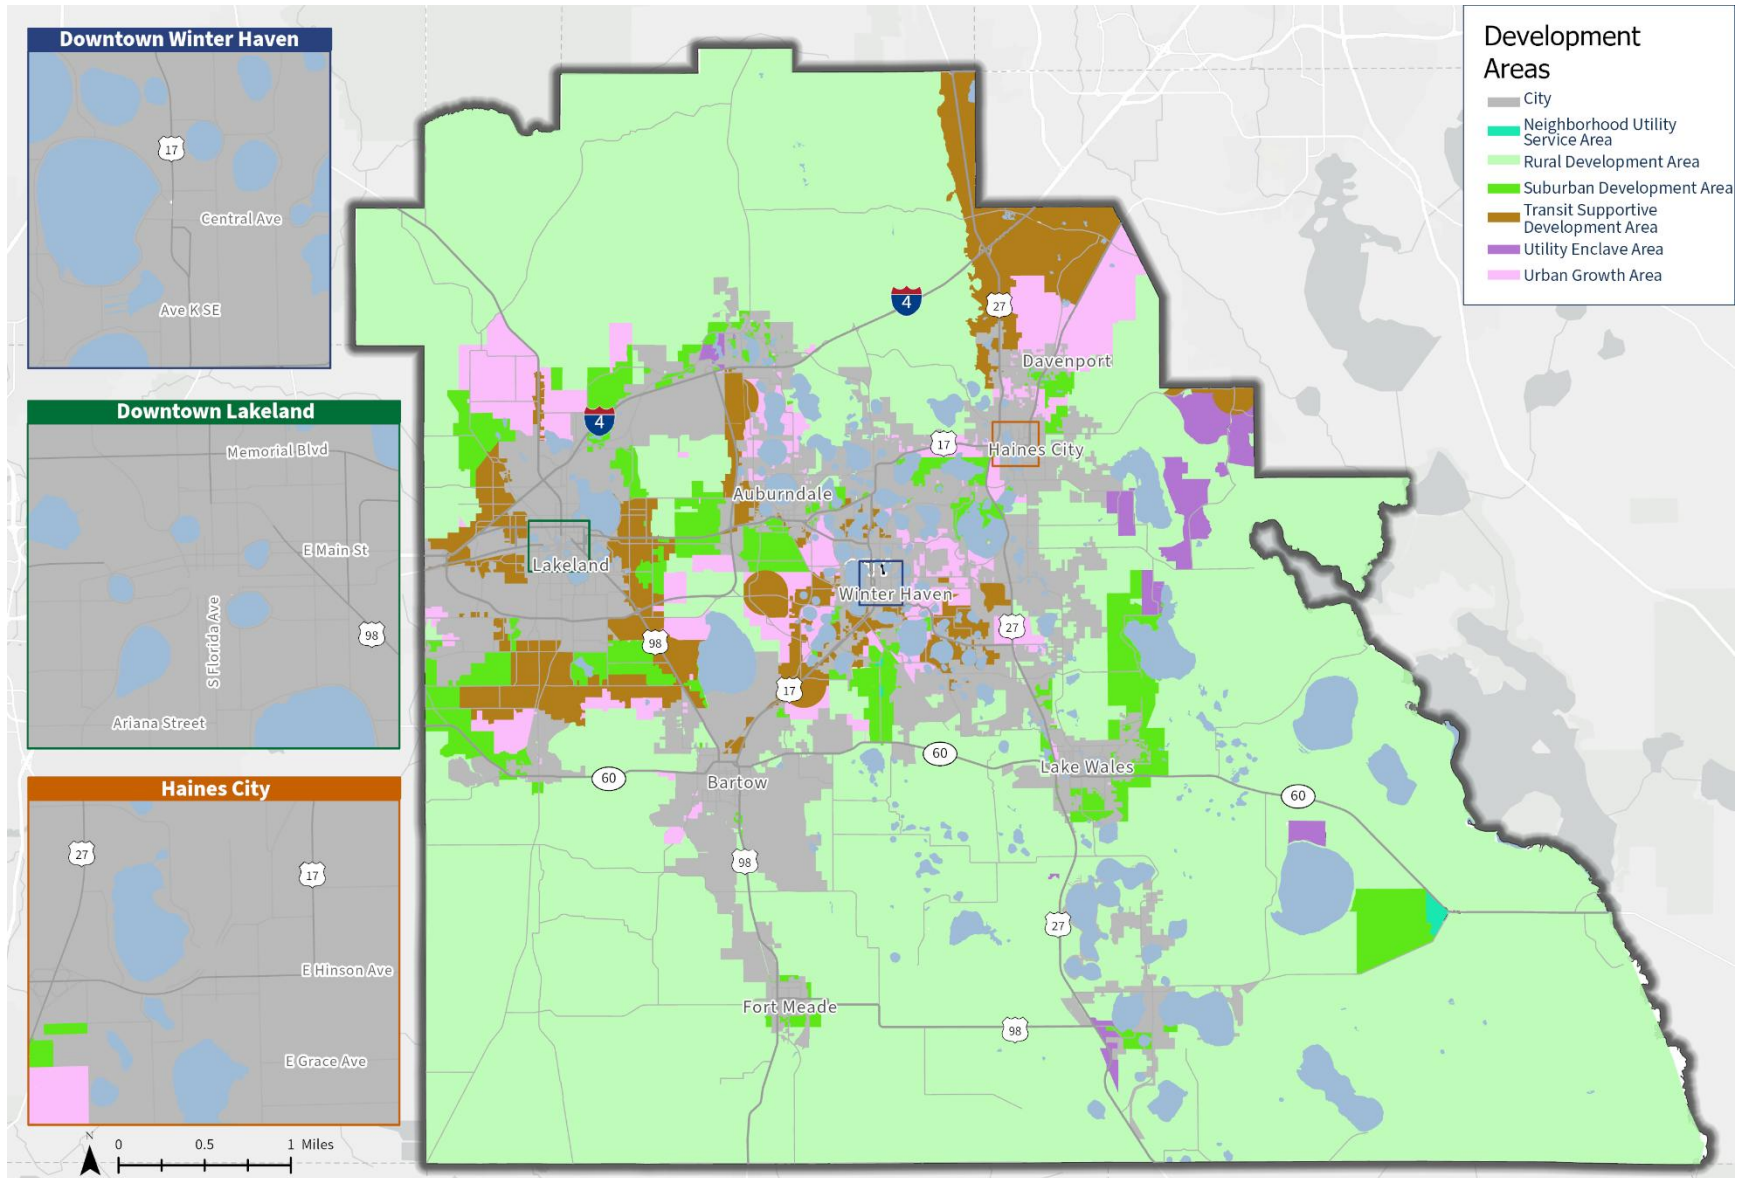 Downtown Winter Haven
17
Central Ave
Ave K SE
Downtown Lakeland
Memorial Blvd
E Main St
S Florida Ave
98
Ariana Street
Haines City
27
17
E Hinson Ave
E Grace Ave
N
0 0.5 1 Miles
Development
Areas
City
Neighborhood Utility
Service Area
Rural Development Area
Suburban Development Area
Transit Supportive
Development Area
Utility Enclave Area
Urban Growth Area
4
27
Davenport
4
17
Haines City
Auburndale
Lakeland
Winter Haven
27
98
17
60
60
Lake Wales
Bartow
60
98
27
Fort Meade
98